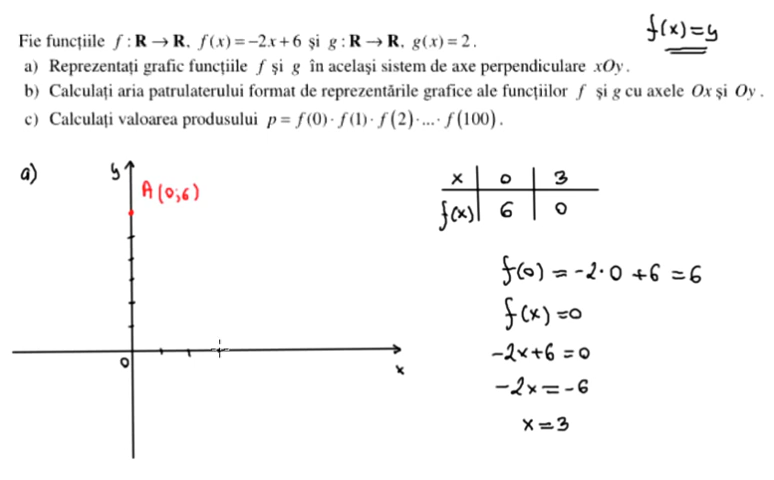 f(x)=y
Fie funcțiile f : R → R, f(x)=−2x+6 și g : R → R, g(x)=2.
a) Reprezentați grafic funcțiile f și g în același sistem de axe perpendiculare xOy.
b) Calculați aria patrulaterului format de reprezentările grafice ale funcțiilor f și g cu axele Ox și Oy.
c) Calculați valoarea produsului p = f(0)· f(1)· f(2)·...· f(100).
a)
y
A(0;6)
0
x
x 0 3
f(x) 6 0
f(0) = -2·0 +6 = 6
f(x) =0
-2x+6 =0
-2x = -6
x=3